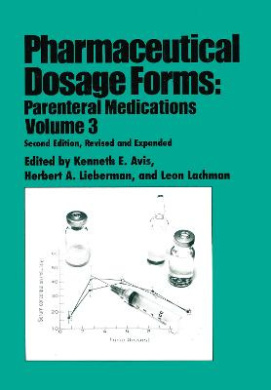 Pharmaceutical
Dosage Forms:
Parenteral Medications
Volume 3
Second Edition, Revised and Expanded
Edited by Kenneth E. Avis,
Herbert A. Lieberman, and Leon Lachman